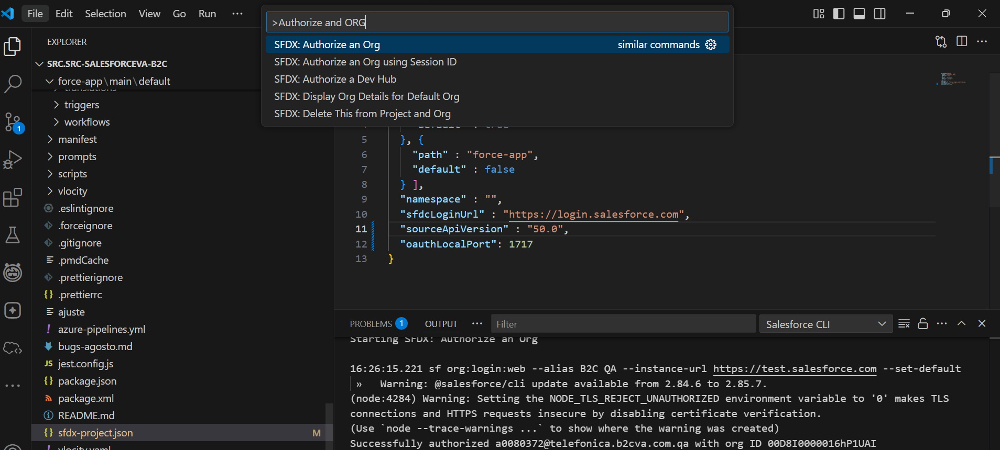 File Edit Selection View Go Run ···
>Authorize and ORG
SFDX: Authorize an Org similar commands
SFDX: Authorize an Org using Session ID
SFDX: Authorize a Dev Hub
SFDX: Display Org Details for Default Org
SFDX: Delete This from Project and Org
EXPLORER
SRC.SRC-SALESFORCEVA-B2C
force-app\main\default
translations
triggers
workflows
manifest
prompts
scripts
vlocity
.eslintignore
.forceignore
.gitignore
.pmdCache
.prettierignore
.prettierrc
ajuste
azure-pipelines.yml
bugs-agosto.md
JS jest.config.js
package.json
package.xml
README.md
sfdx-project.json M
vlocity.yaml
1
4 "default" : true
5 }, {
6 "path" : "force-app",
7 "default" : false
8 } ],
9 "namespace" : "",
10 "sfdcLoginUrl" : "https://login.salesforce.com",
11 "sourceApiVersion" : "50.0",
12 "oauthLocalPort": 1717
13 }
PROBLEMS 1 OUTPUT ··· Filter Salesforce CLI
Starting SFDX: Authorize an Org
16:26:15.221 sf org:login:web --alias B2C QA --instance-url https://test.salesforce.com --set-default
» Warning: @salesforce/cli update available from 2.84.6 to 2.85.7.
(node:4284) Warning: Setting the NODE_TLS_REJECT_UNAUTHORIZED environment variable to '0' makes TLS
connections and HTTPS requests insecure by disabling certificate verification.
(Use `node --trace-warnings ...` to show where the warning was created)
Successfully authorized a0080372@telefonica.b2cva.com.qa with org ID 00D8I0000016hP1UAI